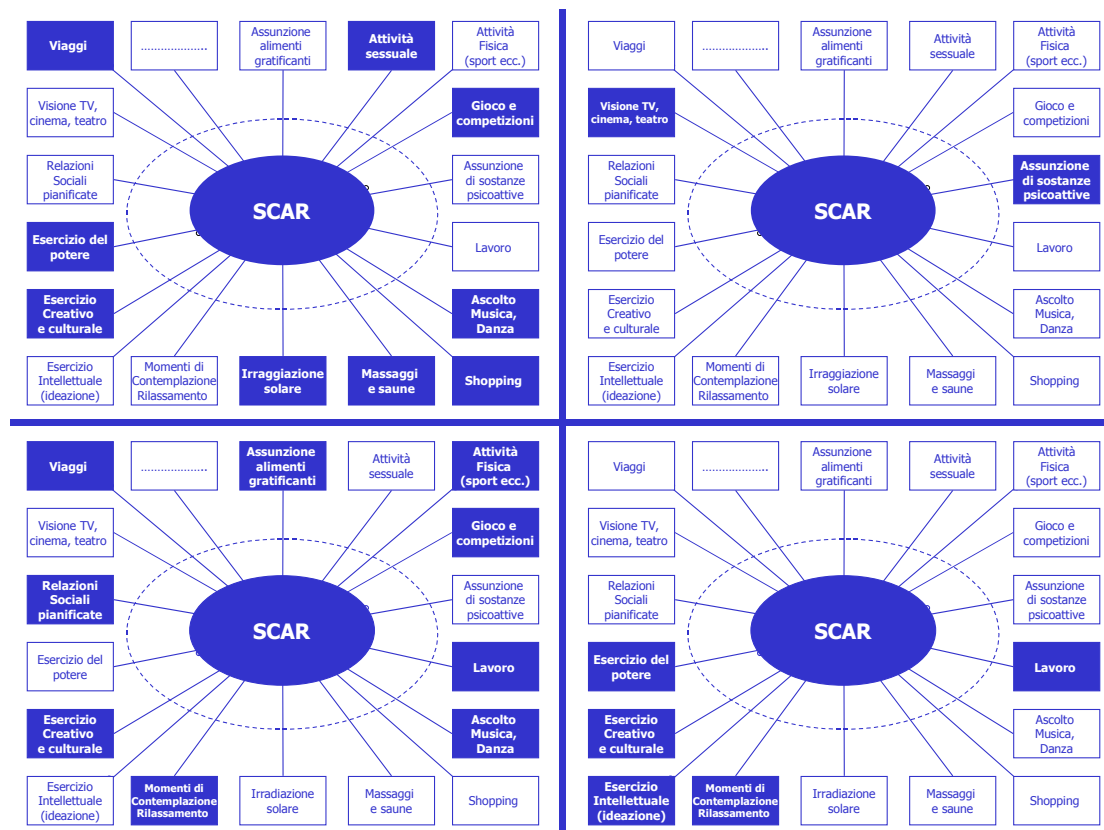 Viaggi
………………..
Assunzione
alimenti
gratificanti
Attività
sessuale
Attività
Fisica
(sport ecc.)
Visione TV,
cinema, teatro
Gioco e
competizioni
Relazioni
Sociali
pianificate
Assunzione
di sostanze
psicoattive
SCAR
Esercizio del
potere
Lavoro
Esercizio
Creativo
e culturale
Ascolto
Musica,
Danza
Esercizio
Intellettuale
(ideazione)
Momenti di
Contemplazione
Rilassamento
Irraggiazione
solare
Massaggi
e saune
Shopping
Viaggi
………………..
Assunzione
alimenti
gratificanti
Attività
sessuale
Attività
Fisica
(sport ecc.)
Visione TV,
cinema, teatro
Gioco e
competizioni
Relazioni
Sociali
pianificate
Assunzione
di sostanze
psicoattive
SCAR
Esercizio del
potere
Lavoro
Esercizio
Creativo
e culturale
Ascolto
Musica,
Danza
Esercizio
Intellettuale
(ideazione)
Momenti di
Contemplazione
Rilassamento
Irraggiazione
solare
Massaggi
e saune
Shopping
Viaggi
………………..
Assunzione
alimenti
gratificanti
Attività
sessuale
Attività
Fisica
(sport ecc.)
Visione TV,
cinema, teatro
Gioco e
competizioni
Relazioni
Sociali
pianificate
Assunzione
di sostanze
psicoattive
SCAR
Esercizio del
potere
Lavoro
Esercizio
Creativo
e culturale
Ascolto
Musica,
Danza
Esercizio
Intellettuale
(ideazione)
Momenti di
Contemplazione
Rilassamento
Irradiazione
solare
Massaggi
e saune
Shopping
Viaggi
………………..
Assunzione
alimenti
gratificanti
Attività
sessuale
Attività
Fisica
(sport ecc.)
Visione TV,
cinema, teatro
Gioco e
competizioni
Relazioni
Sociali
pianificate
Assunzione
di sostanze
psicoattive
SCAR
Esercizio del
potere
Lavoro
Esercizio
Creativo
e culturale
Ascolto
Musica,
Danza
Esercizio
Intellettuale
(ideazione)
Momenti di
Contemplazione
Rilassamento
Irradiazione
solare
Massaggi
e saune
Shopping